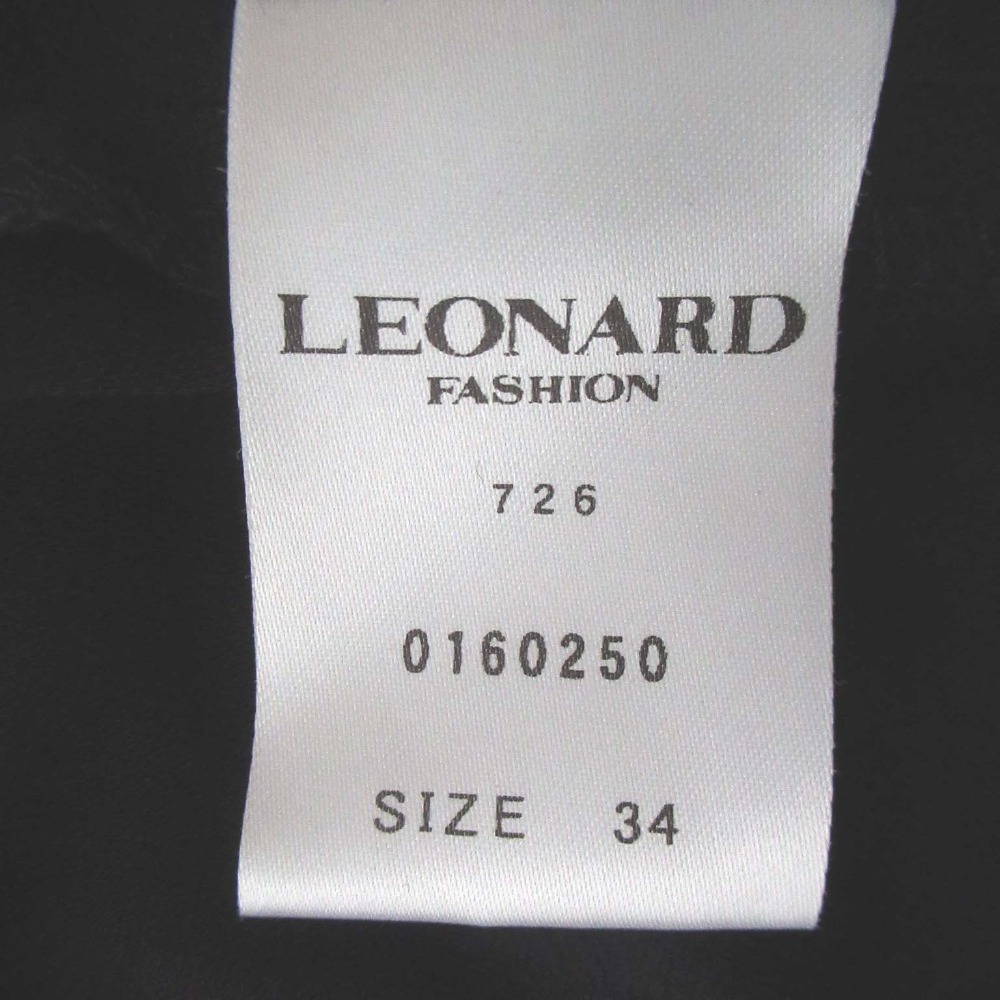 LEONARD
FASHION
726
0160250
SIZE 34